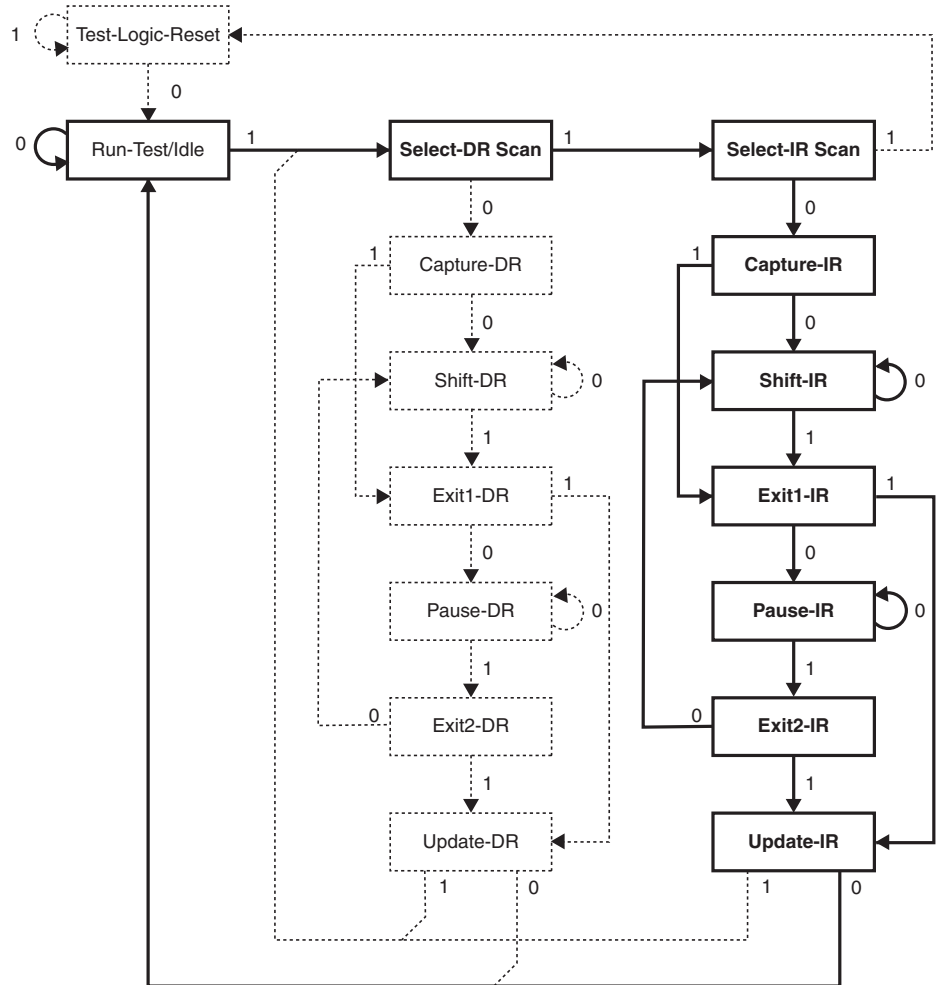 Test-Logic-Reset
1
0
Run-Test/Idle
0
1
Select-DR Scan
1
Select-IR Scan
1
0
0
1
Capture-DR
1
Capture-IR
0
0
Shift-DR
0
Shift-IR
0
1
1
Exit1-DR
1
Exit1-IR
1
0
0
Pause-DR
0
Pause-IR
0
1
1
0
Exit2-DR
0
Exit2-IR
1
1
Update-DR
Update-IR
1
0
1
0